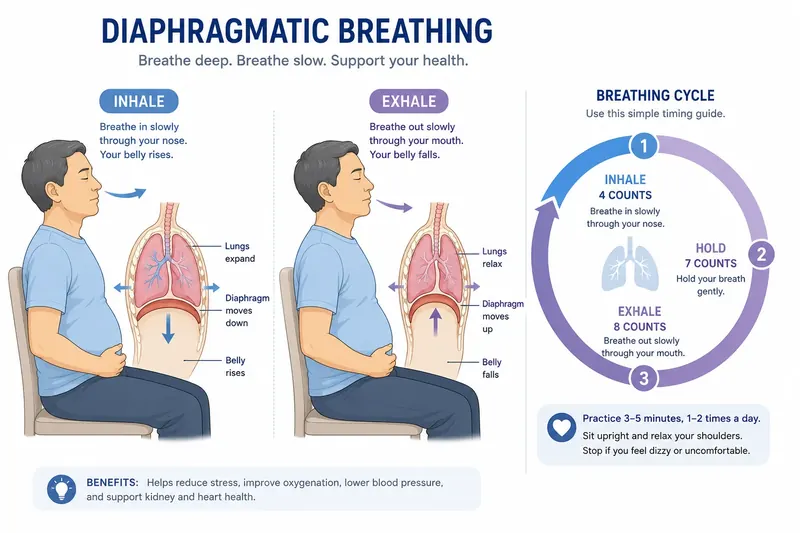 DIAPHRAGMATIC BREATHING
Breathe deep. Breathe slow. Support your health.
INHALE
Breathe in slowly
through your nose.
Your belly rises.
Lungs
expand
Diaphragm
moves
down
Belly
rises
EXHALE
Breathe out slowly
through your mouth.
Your belly falls.
Lungs
relax
Diaphragm
moves
up
Belly
falls
BREATHING CYCLE
Use this simple timing guide.
1
INHALE
4 COUNTS
Breathe in slowly
through your nose.
2
HOLD
7 COUNTS
Hold your breath
gently.
3
EXHALE
8 COUNTS
Breathe out slowly
through your mouth.
Practice 3–5 minutes, 1–2 times a day.
Sit upright and relax your shoulders.
Stop if you feel dizzy or uncomfortable.
BENEFITS: Helps reduce stress, improve oxygenation, lower blood pressure,
and support kidney and heart health.